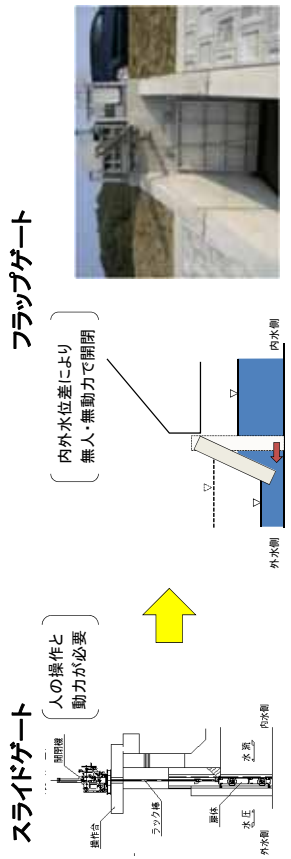 スライドゲート
人の操作と
動力が必要
開閉機
操作台
ラック棒
扉体
水圧
水流
外水側
内水側
フラップゲート
内外水位差により
無人・無動力で開閉
外水側
内水側